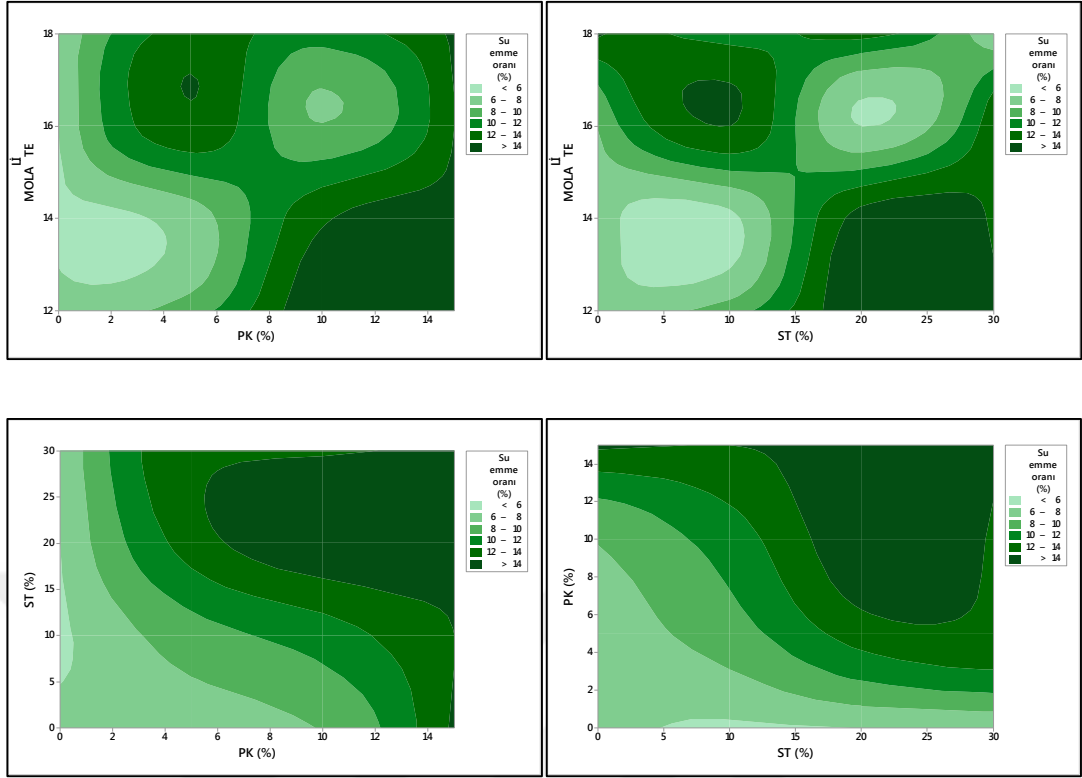 18
16
14
12
0
2
4
6
8
10
12
14
MOLA LİTE
PK (%)
Su
emme
oranı
(%)
< 6
6 – 8
8 – 10
10 – 12
12 – 14
> 14
18
16
14
12
0
5
10
15
20
25
30
MOLA LİTE
ST (%)
Su
emme
oranı
(%)
< 6
6 – 8
8 – 10
10 – 12
12 – 14
> 14
30
25
20
15
10
5
0
0
2
4
6
8
10
12
14
ST (%)
PK (%)
Su
emme
oranı
(%)
< 6
6 – 8
8 – 10
10 – 12
12 – 14
> 14
14
12
10
8
6
4
2
0
0
5
10
15
20
25
30
PK (%)
ST (%)
Su
emme
oranı
(%)
< 6
6 – 8
8 – 10
10 – 12
12 – 14
> 14